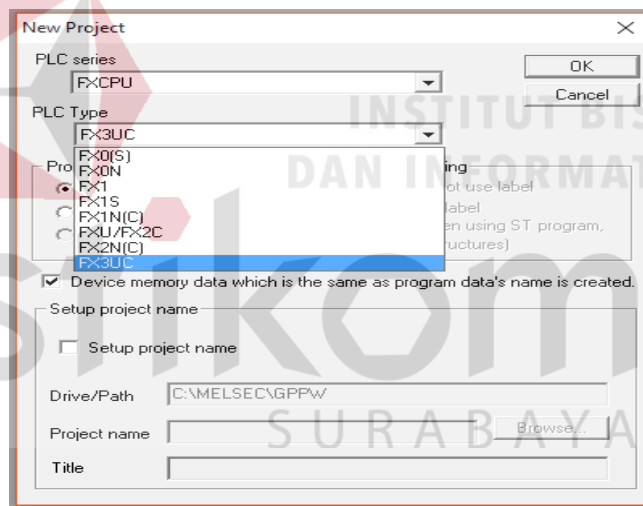 New Project
PLC series
OK
FXCPU
Cancel
PLC Type
FX3UC
INSTITUT BIS
DAN INFORMA
FX0(S)
FX0N
FX1
FX1S
FX1N(C)
FXU/FX2C
FX2N(C)
FX3UC
Pro
ing
ot use label
label
en using ST program,
uctures)
Device memory data which is the same as program data's name is created.
stikom
Setup project name
Setup project name
Drive/Path
C:\MELSEC\GPPW
SURABAYA
Project name
Browse...
Title